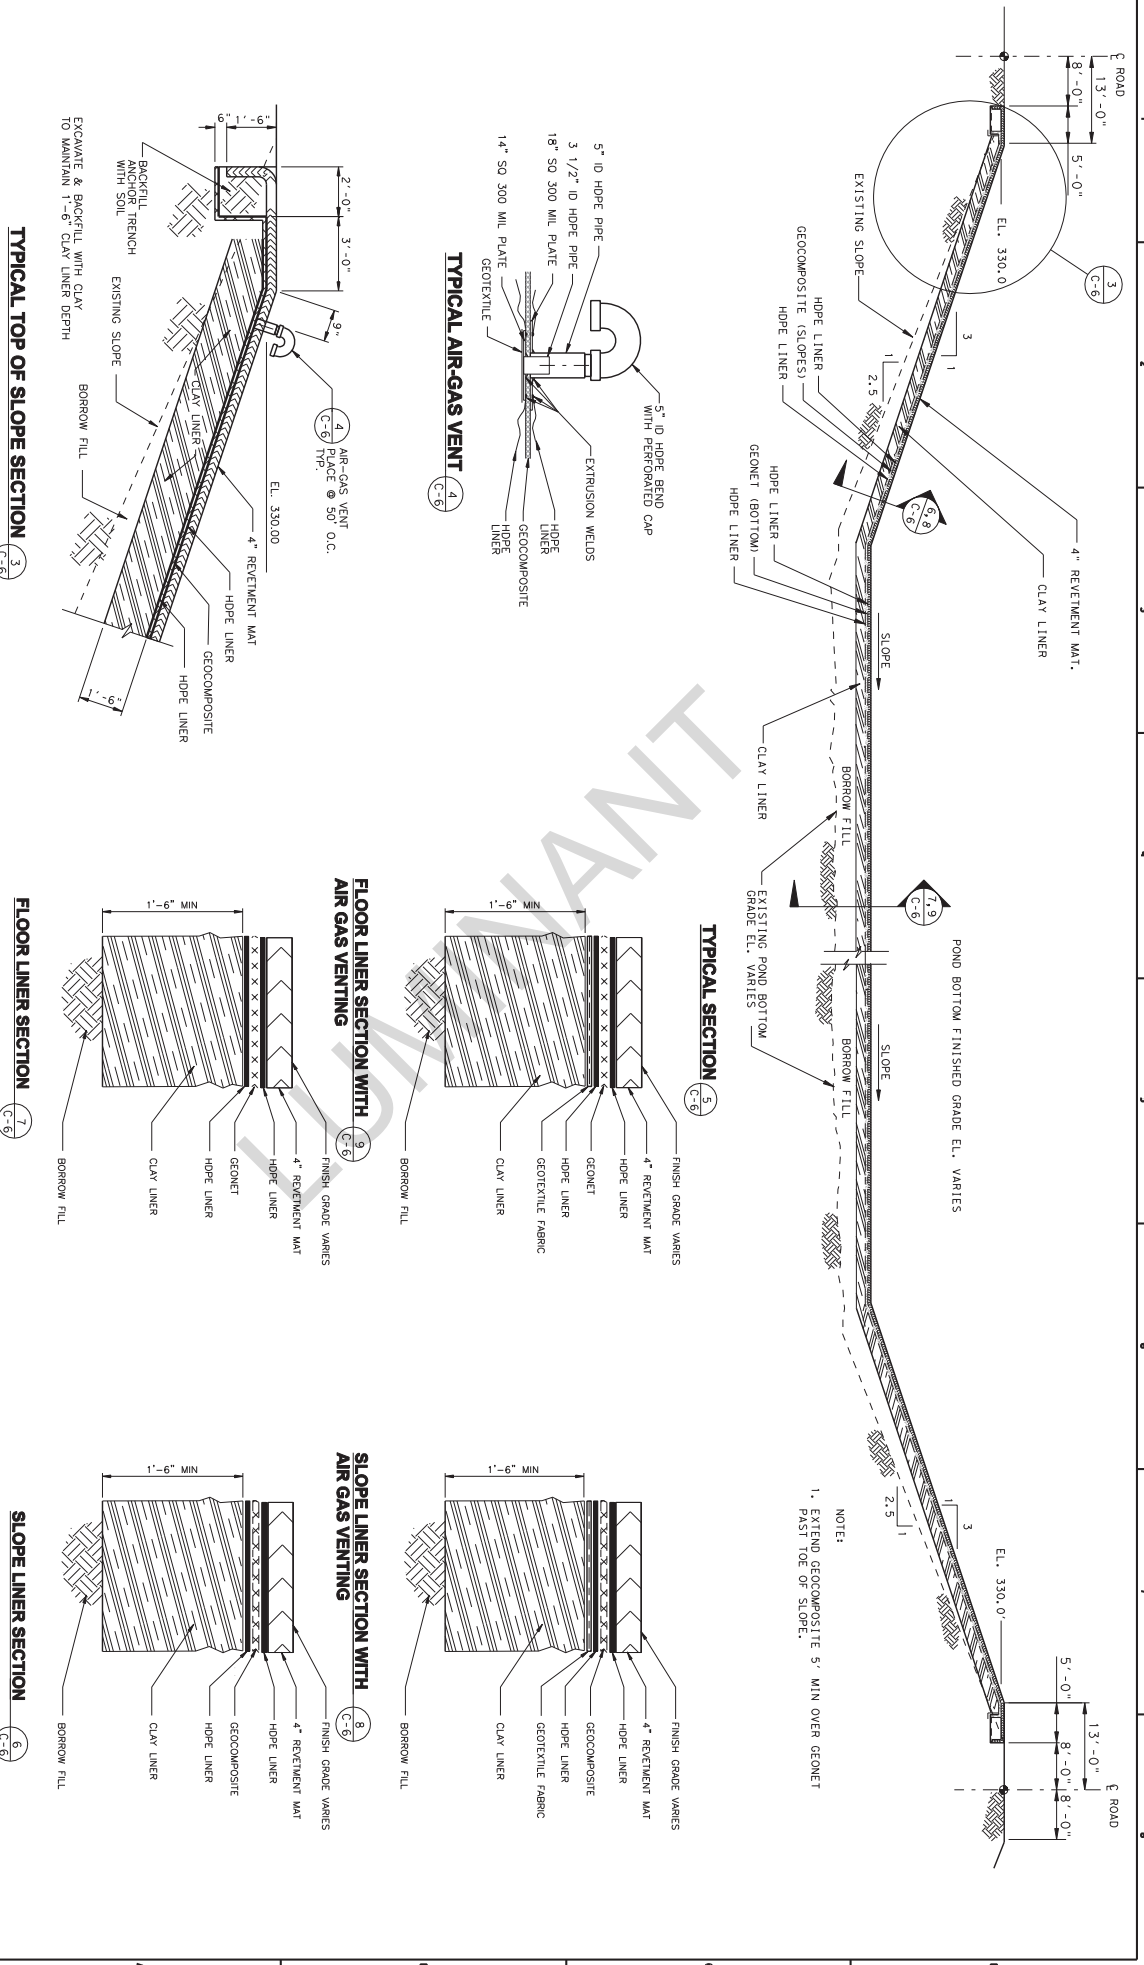 ℄ ROAD
13'-0"
8'-0"
5'-0"
EL. 330.0
3
C-6
EXISTING SLOPE
GEOCOMPOSITE (SLOPES)
HDPE LINER
HDPE LINER
3
1
1
2.5
6,8
C-6
4" REVETMENT MAT.
CLAY LINER
HDPE LINER
GEONET (BOTTOM)
HDPE LINER
SLOPE
CLAY LINER
BORROW FILL
EXISTING POND BOTTOM
GRADE EL. VARIES
7,9
C-6
POND BOTTOM FINISHED GRADE EL. VARIES
SLOPE
BORROW FILL
1
3
2.5
1
EL. 330.0'
5'-0"
13'-0"
8'-0"
8'-0"
℄ ROAD
NOTE:
1. EXTEND GEOCOMPOSITE 5' MIN OVER GEONET
PAST TOE OF SLOPE.
TYPICAL SECTION
5
C-6
5" ID HDPE PIPE
3 1/2" ID HDPE PIPE
18" SQ 300 MIL PLATE
14" SQ 300 MIL PLATE
GEOTEXTILE
5" ID HDPE BEND
WITH PERFORATED CAP
EXTRUSION WELDS
HDPE
LINER
GEOCOMPOSITE
HDPE
LINER
TYPICAL AIR-GAS VENT
4
C-6
2'-0"
3'-0"
9"
1'-6"
6"
BACKFILL
ANCHOR TRENCH
WITH SOIL
EXCAVATE & BACKFILL WITH CLAY
TO MAINTAIN 1'-6" CLAY LINER DEPTH
EXISTING SLOPE
BORROW FILL
CLAY LINER
4
C-6
AIR-GAS VENT
PLACE @ 50' O.C.
TYP.
EL. 330.00
4" REVETMENT MAT
HDPE LINER
GEOCOMPOSITE
HDPE LINER
1'-6"
TYPICAL TOP OF SLOPE SECTION
3
C-6
1'-6" MIN
FINISH GRADE VARIES
4" REVETMENT MAT
HDPE LINER
GEONET
HDPE LINER
GEOTEXTILE FABRIC
CLAY LINER
BORROW FILL
FLOOR LINER SECTION WITH
AIR GAS VENTING
9
C-6
1'-6" MIN
FINISH GRADE VARIES
4" REVETMENT MAT
HDPE LINER
GEOCOMPOSITE
HDPE LINER
GEOTEXTILE FABRIC
CLAY LINER
BORROW FILL
SLOPE LINER SECTION WITH
AIR GAS VENTING
8
C-6
1'-6" MIN
FINISH GRADE VARIES
4" REVETMENT MAT
HDPE LINER
GEONET
HDPE LINER
CLAY LINER
BORROW FILL
FLOOR LINER SECTION
7
C-6
1'-6" MIN
FINISH GRADE VARIES
4" REVETMENT MAT
HDPE LINER
GEOCOMPOSITE
HDPE LINER
CLAY LINER
BORROW FILL
SLOPE LINER SECTION
6
C-6
LUMINANT